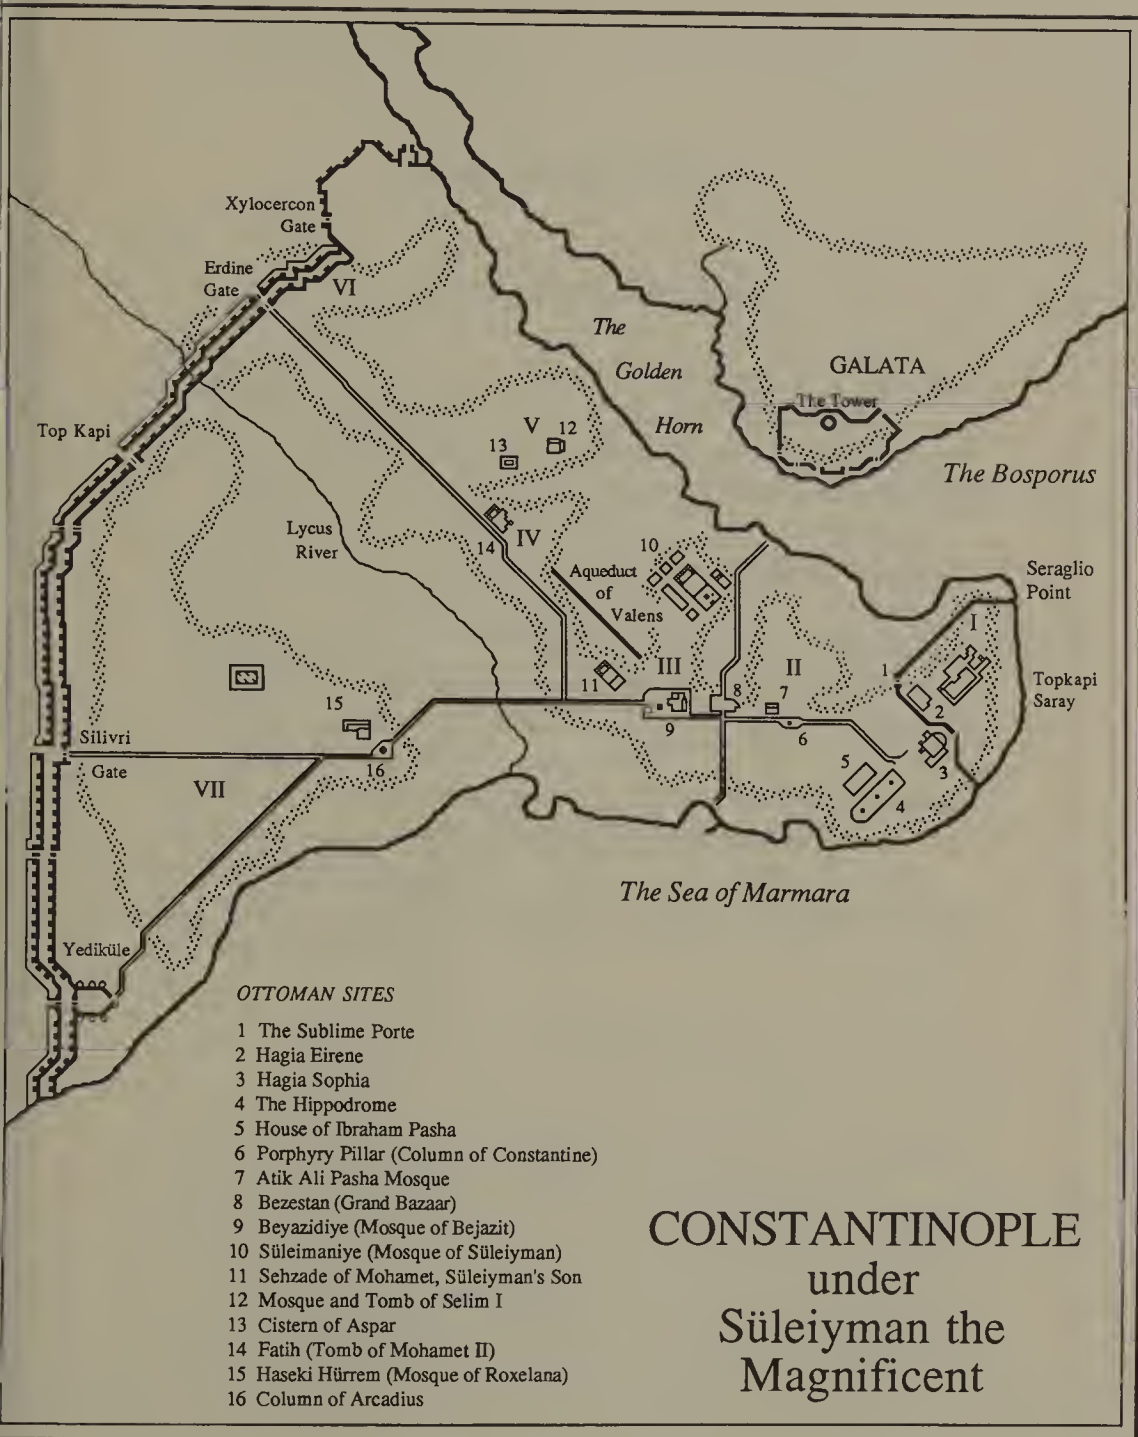 Xylocercon
Gate
Erdine
Gate
VI
The
Golden
Horn
GALATA
The Tower
The Bosporus
Top Kapi
V
12
13
IV
14
Lycus
River
10
Aqueduct
of
Valens
Seraglio
Point
I
III
II
11
1
Topkapi
Saray
15
8
7
2
9
6
Silivri
Gate
16
5
3
4
VII
The Sea of Marmara
Yediküle
OTTOMAN SITES
1 The Sublime Porte
2 Hagia Eirene
3 Hagia Sophia
4 The Hippodrome
5 House of Ibraham Pasha
6 Porphyry Pillar (Column of Constantine)
7 Atik Ali Pasha Mosque
8 Bezestan (Grand Bazaar)
9 Beyazidiye (Mosque of Bejazit)
10 Süleimaniye (Mosque of Süleiyman)
11 Sehzade of Mohamet, Süleiyman's Son
12 Mosque and Tomb of Selim I
13 Cistern of Aspar
14 Fatih (Tomb of Mohamet II)
15 Haseki Hürrem (Mosque of Roxelana)
16 Column of Arcadius
CONSTANTINOPLE
under
Süleiyman the
Magnificent